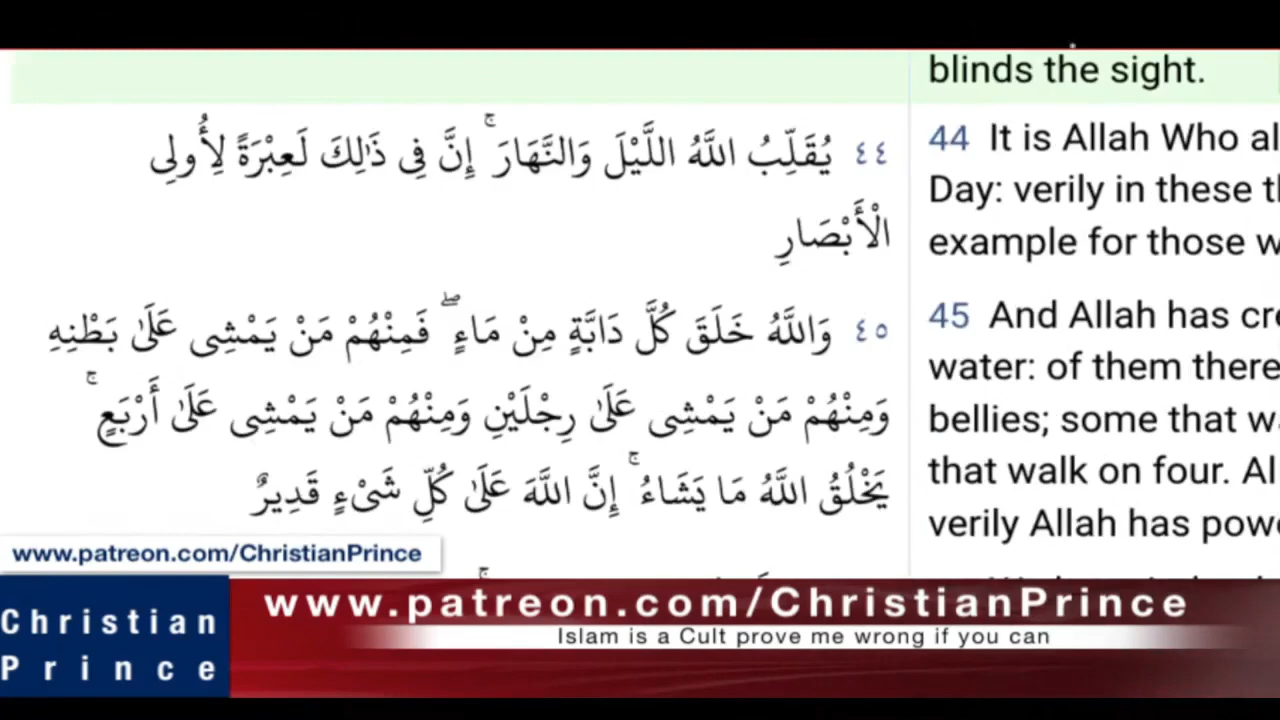 blinds the sight.
٤٤ يُقَلِّبُ اللَّهُ اللَّيْلَ وَالنَّهَارَ ۚ إِنَّ فِى ذَٰلِكَ لَعِبْرَةً لِأُولِى
الْأَبْصَارِ
44 It is Allah Who al
Day: verily in these t
example for those w
٤٥ وَاللَّهُ خَلَقَ كُلَّ دَابَّةٍ مِنْ مَاءٍ ۖ فَمِنْهُمْ مَنْ يَمْشِى عَلَىٰ بَطْنِهِ
وَمِنْهُمْ مَنْ يَمْشِى عَلَىٰ رِجْلَيْنِ وَمِنْهُمْ مَنْ يَمْشِى عَلَىٰ أَرْبَعٍ ۚ
يَخْلُقُ اللَّهُ مَا يَشَاءُ ۚ إِنَّ اللَّهَ عَلَىٰ كُلِّ شَىْءٍ قَدِيرٌ
45 And Allah has cre
water: of them there
bellies; some that wa
that walk on four. Al
verily Allah has powe
www.patreon.com/ChristianPrince
Christian
Prince
www.patreon.com/ChristianPrince
Islam is a Cult prove me wrong if you can